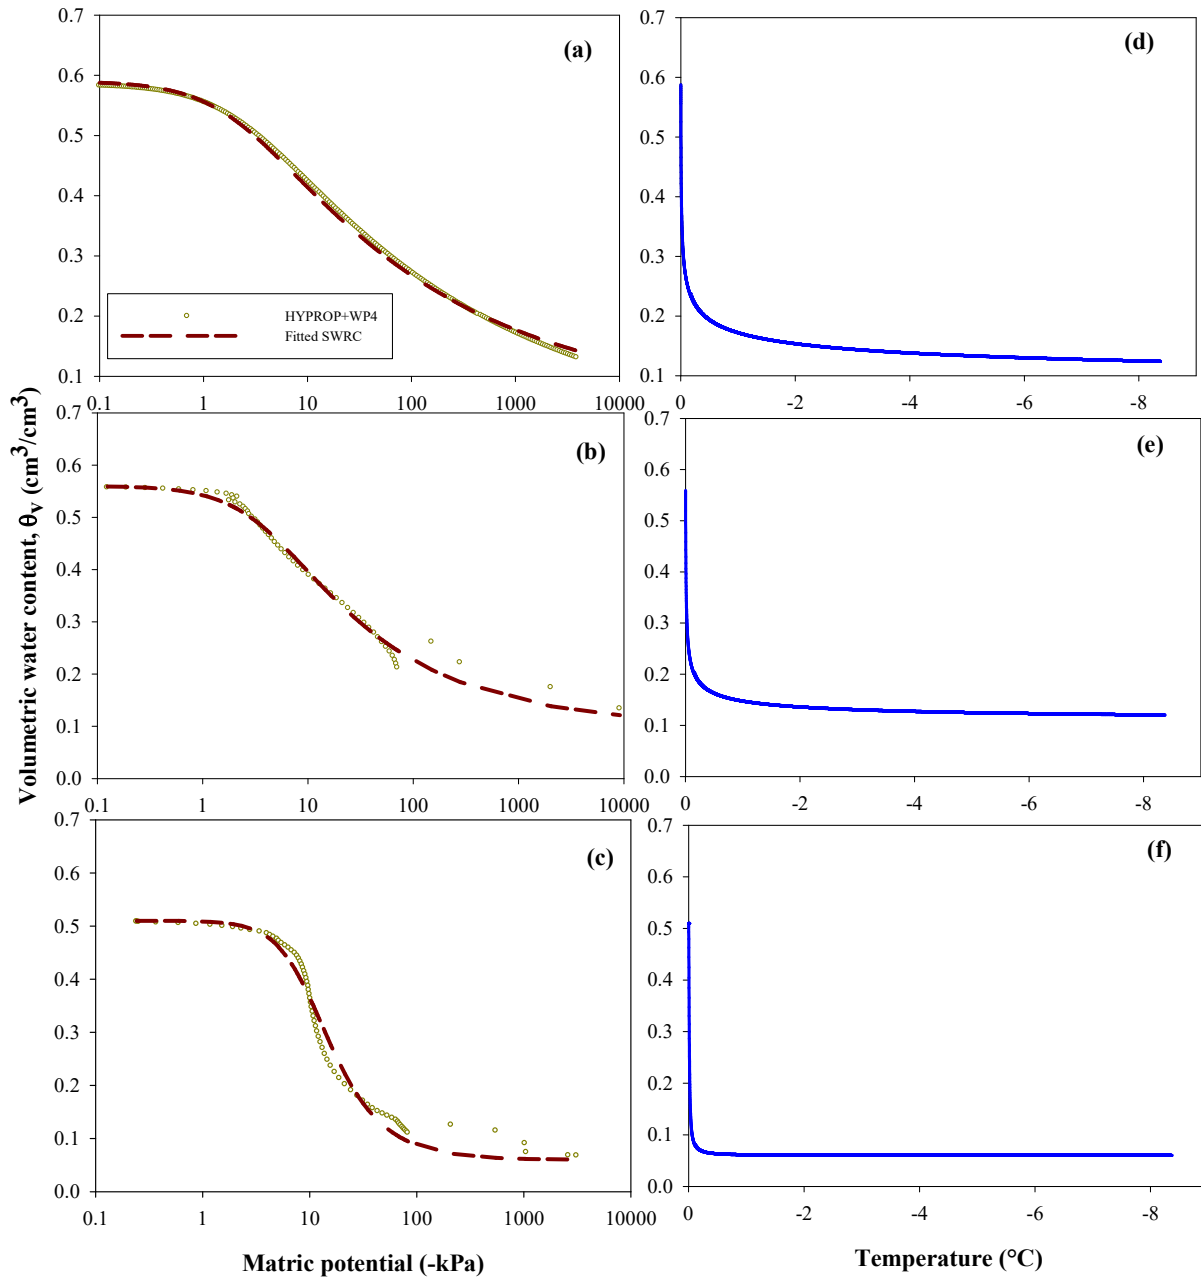 0.7
0.6
0.5
0.4
0.3
0.2
0.1
(a)
HYPROP+WP4
Fitted SWRC
0.1 1 10 100 1000 10000
0.7
0.6
0.5
0.4
0.3
0.2
0.1
(d)
0 -2 -4 -6 -8
0.7
0.6
0.5
0.4
0.3
0.2
0.1
0.0
(b)
0.1 1 10 100 1000 10000
0.7
0.6
0.5
0.4
0.3
0.2
0.1
0.0
(e)
0 -2 -4 -6 -8
0.7
0.6
0.5
0.4
0.3
0.2
0.1
0.0
(c)
0.1 1 10 100 1000 10000
0.7
0.6
0.5
0.4
0.3
0.2
0.1
0.0
(f)
0 -2 -4 -6 -8
Volumetric water content, θv (cm³/cm³)
Matric potential (-kPa)
Temperature (°C)